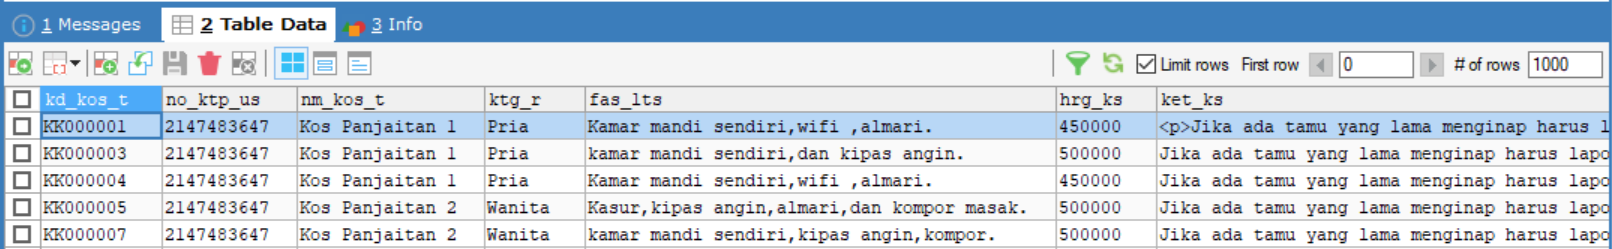 1 Messages 2 Table Data 3 Info
Limit rows First row 0 # of rows 1000
kd_kos_t no_ktp_us nm_kos_t ktg_r fas_lts hrg_ks ket_ks
KK000001 2147483647 Kos Panjaitan 1 Pria Kamar mandi sendiri,wifi ,almari. 450000 <p>Jika ada tamu yang lama menginap harus l
KK000003 2147483647 Kos Panjaitan 1 Pria kamar mandi sendiri,dan kipas angin. 500000 Jika ada tamu yang lama menginap harus lapo
KK000004 2147483647 Kos Panjaitan 1 Pria Kamar mandi sendiri,wifi ,almari. 450000 Jika ada tamu yang lama menginap harus lapo
KK000005 2147483647 Kos Panjaitan 2 Wanita Kasur,kipas angin,almari,dan kompor masak. 500000 Jika ada tamu yang lama menginap harus lapo
KK000007 2147483647 Kos Panjaitan 2 Wanita kamar mandi sendiri,kipas angin,kompor. 500000 Jika ada tamu yang lama menginap harus lapo